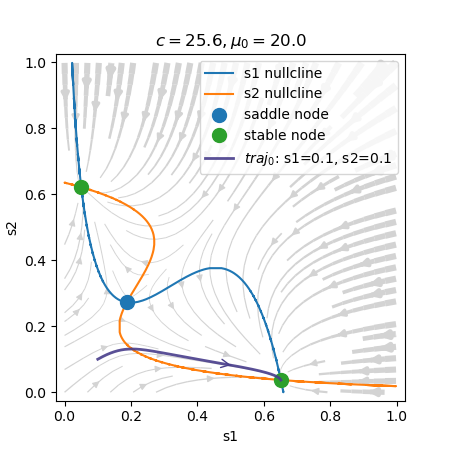 c = 25.6, μ₀ = 20.0
s1 nullcline
s2 nullcline
saddle node
stable node
traj₀: s1=0.1, s2=0.1
1.0
0.8
0.6
0.4
0.2
0.0
s2
0.0 0.2 0.4 0.6 0.8 1.0
s1